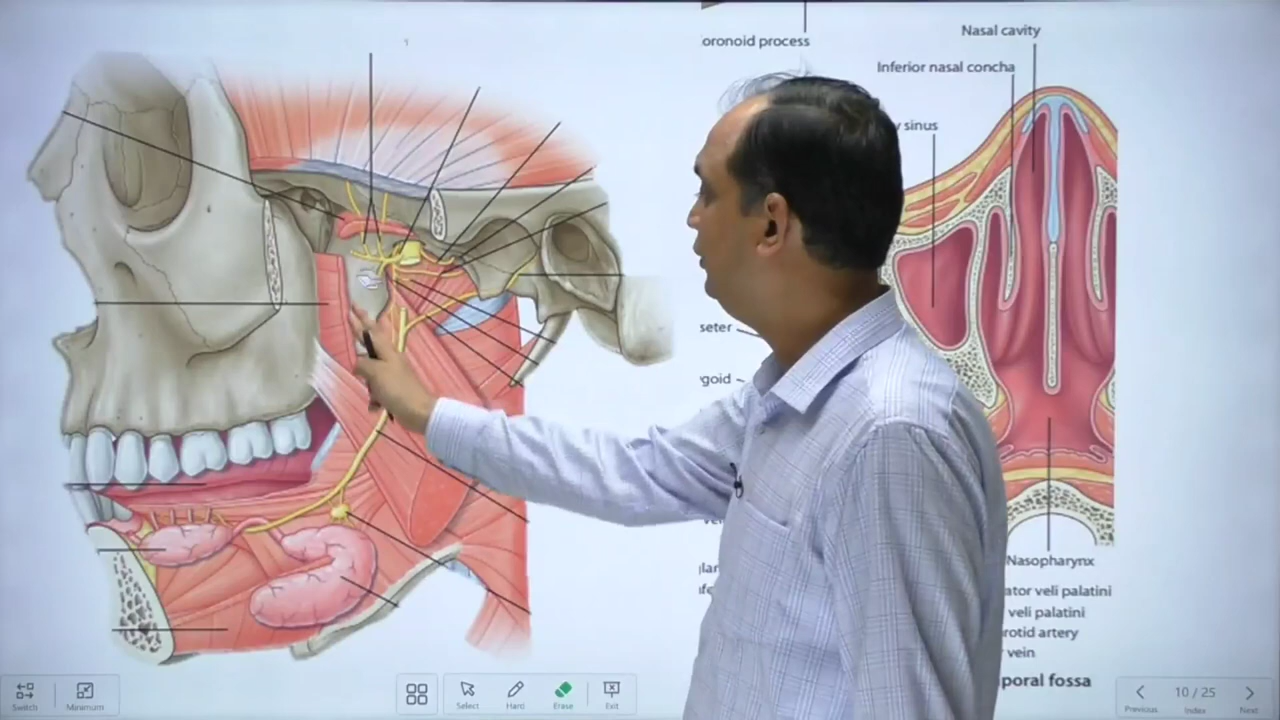 oronoid process
Nasal cavity
Inferior nasal concha
sinus
seter
goid
Nasopharynx
ator veli palatini
veli palatini
rotid artery
vein
poral fossa
Switch
Minimum
Select
Hard
Erase
Exit
Previous
10 / 25
Index
Next